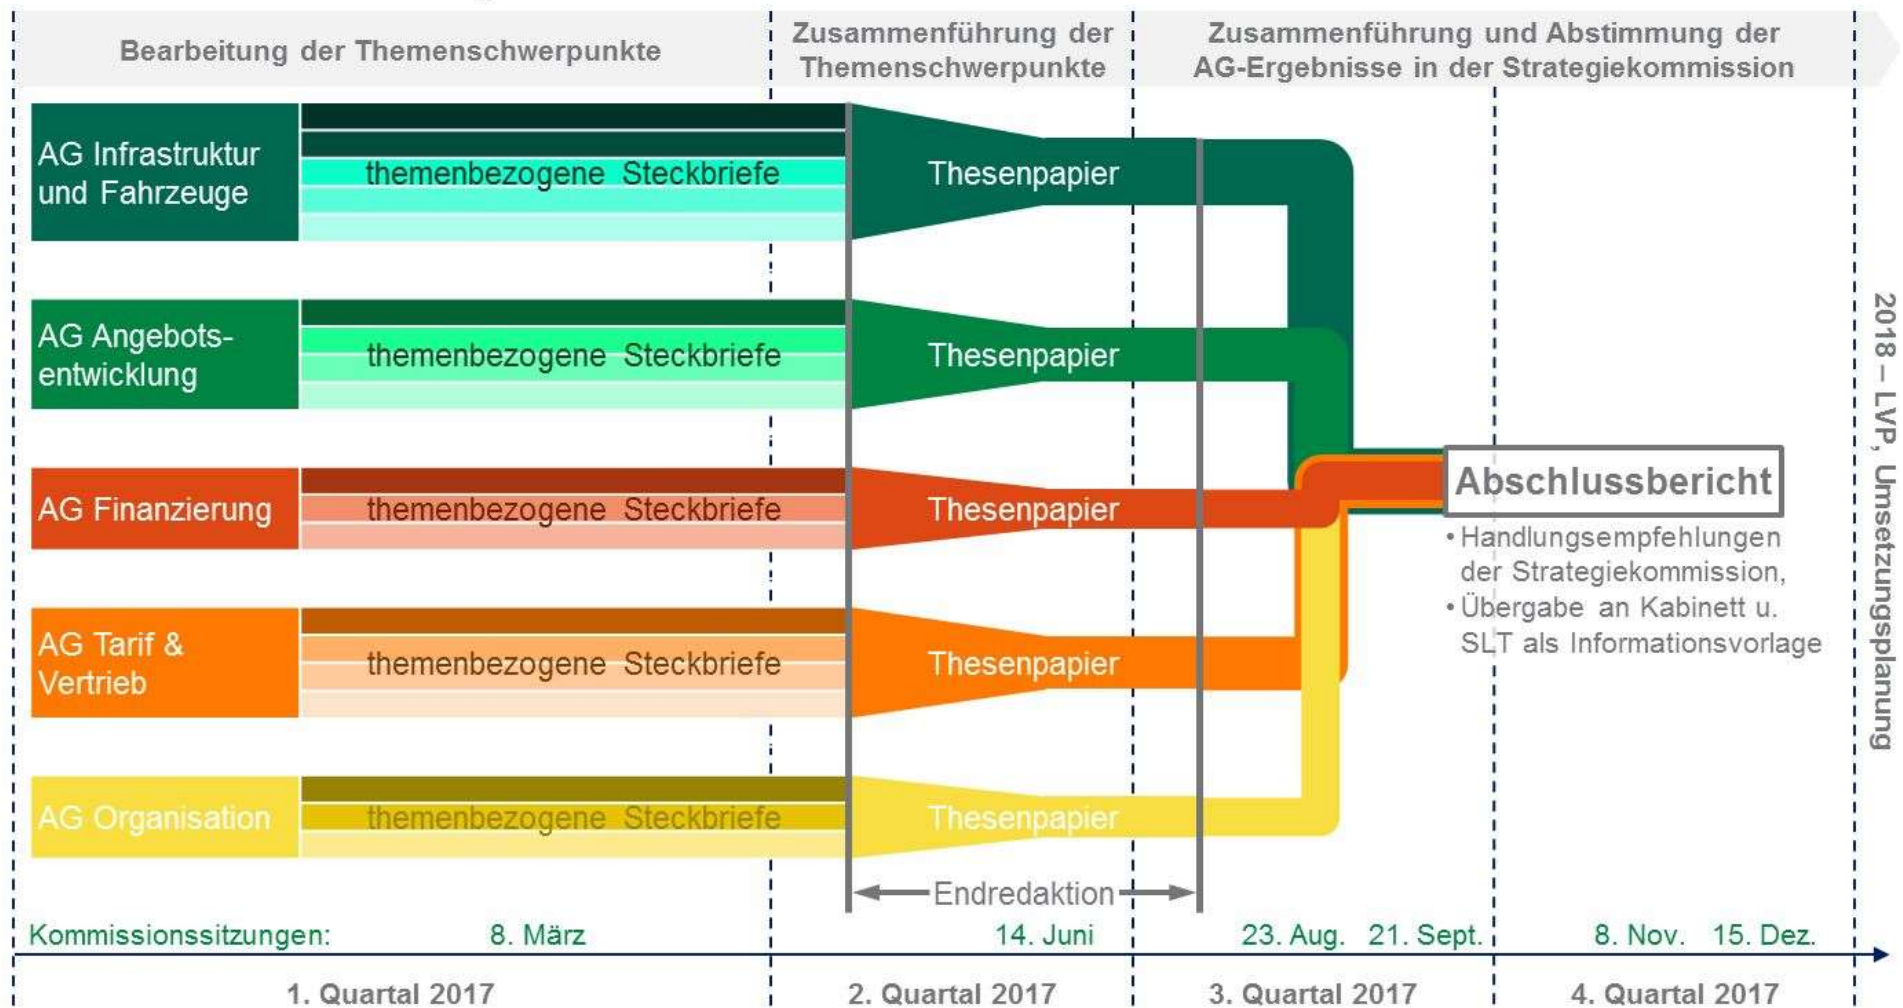 Bearbeitung der Themenschwerpunkte
Zusammenführung der
Themenschwerpunkte
Zusammenführung und Abstimmung der
AG-Ergebnisse in der Strategiekommission
AG Infrastruktur
und Fahrzeuge
themenbezogene Steckbriefe
Thesenpapier
AG Angebots-
entwicklung
themenbezogene Steckbriefe
Thesenpapier
AG Finanzierung
themenbezogene Steckbriefe
Thesenpapier
AG Tarif &
Vertrieb
themenbezogene Steckbriefe
Thesenpapier
AG Organisation
themenbezogene Steckbriefe
Thesenpapier
Abschlussbericht
• Handlungsempfehlungen
der Strategiekommission,
• Übergabe an Kabinett u.
SLT als Informationsvorlage
2018 – LVP, Umsetzungsplanung
Endredaktion
Kommissionssitzungen:
8. März
14. Juni
23. Aug.
21. Sept.
8. Nov.
15. Dez.
1. Quartal 2017
2. Quartal 2017
3. Quartal 2017
4. Quartal 2017